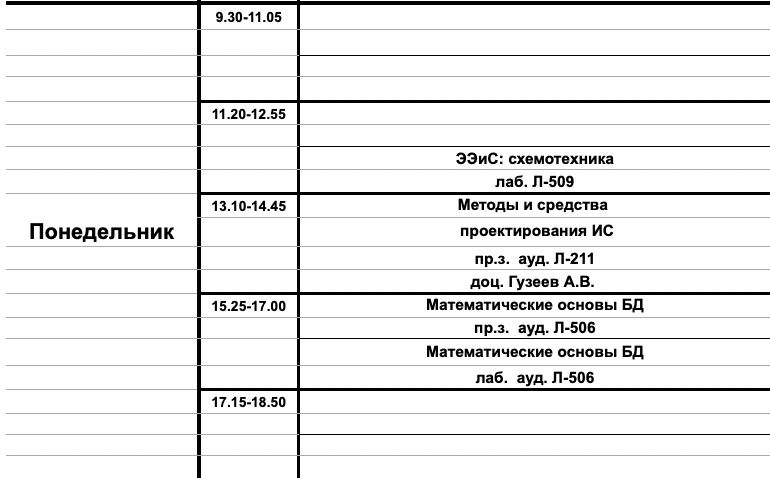 9.30-11.05
11.20-12.55
ЭЭиС: схемотехника
лаб. Л-509
13.10-14.45
Методы и средства
Понедельник
проектирования ИС
пр.з. ауд. Л-211
доц. Гузеев А.В.
15.25-17.00
Математические основы БД
пр.з. ауд. Л-506
Математические основы БД
лаб. ауд. Л-506
17.15-18.50